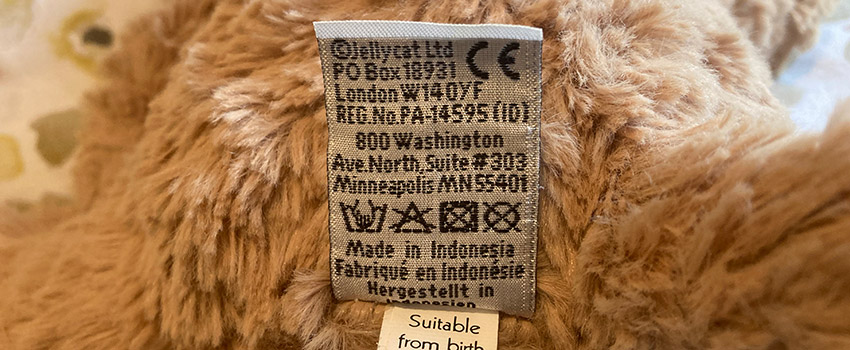 ©Jellycat Ltd CE
PO Box 18931
London W14 0YF
REG.No.PA-14595 (ID)
800 Washington
Ave.North,Suite #303
Minneapolis MN 55401
Made in Indonesia
Fabriqué en Indonésie
Hergestellt in
Indonesien
Suitable
from birth